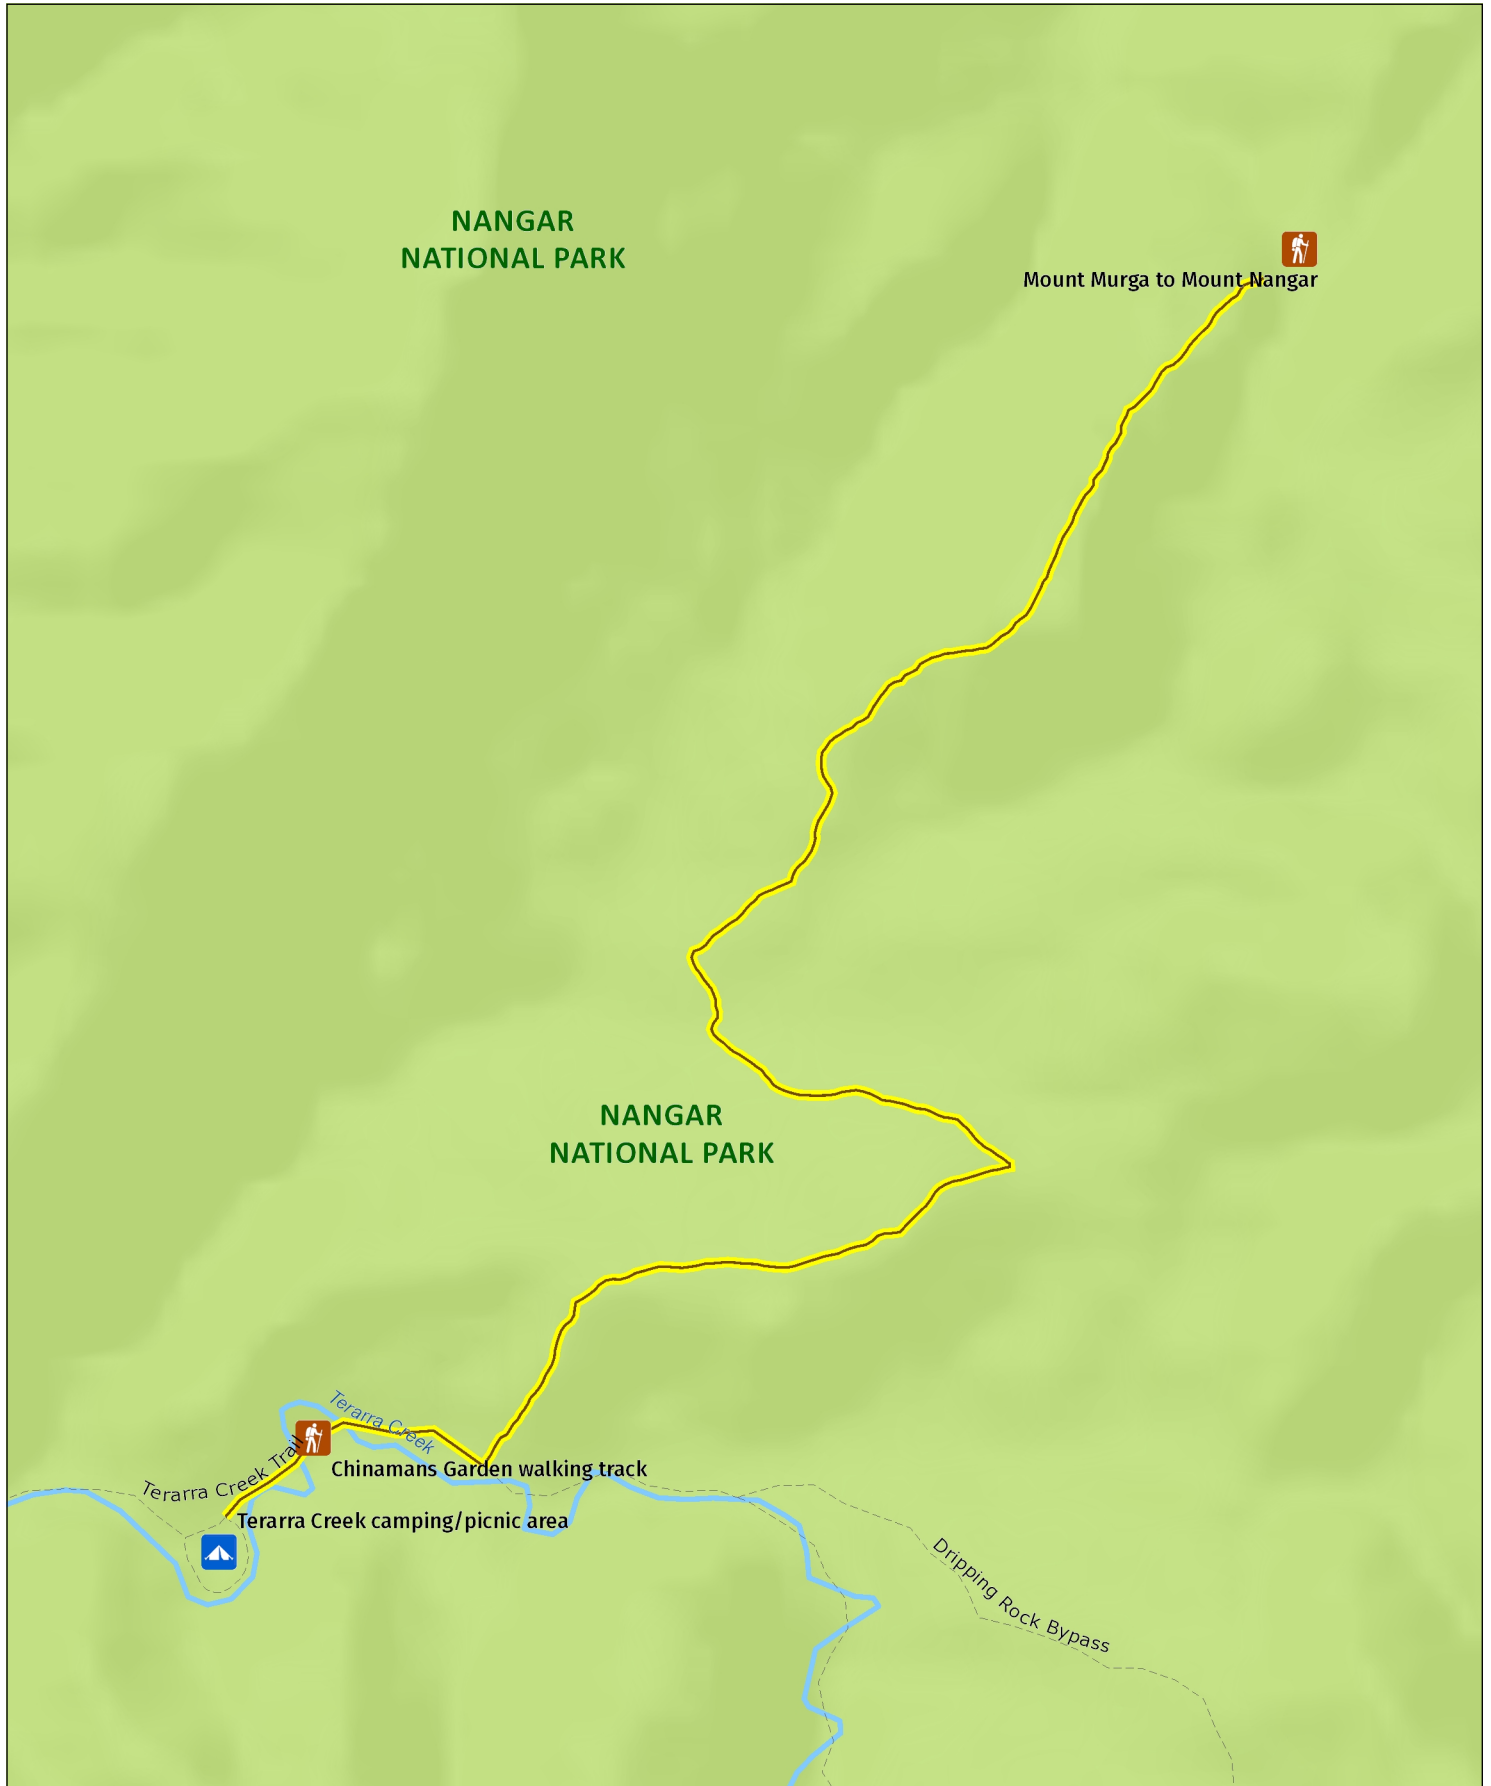 NANGAR
NATIONAL PARK
Mount Murga to Mount Nangar
NANGAR
NATIONAL PARK
Terarra Creek
Terarra Creek Trail
Chinamans Garden walking track
Terarra Creek camping/picnic area
Dripping Rock Bypass